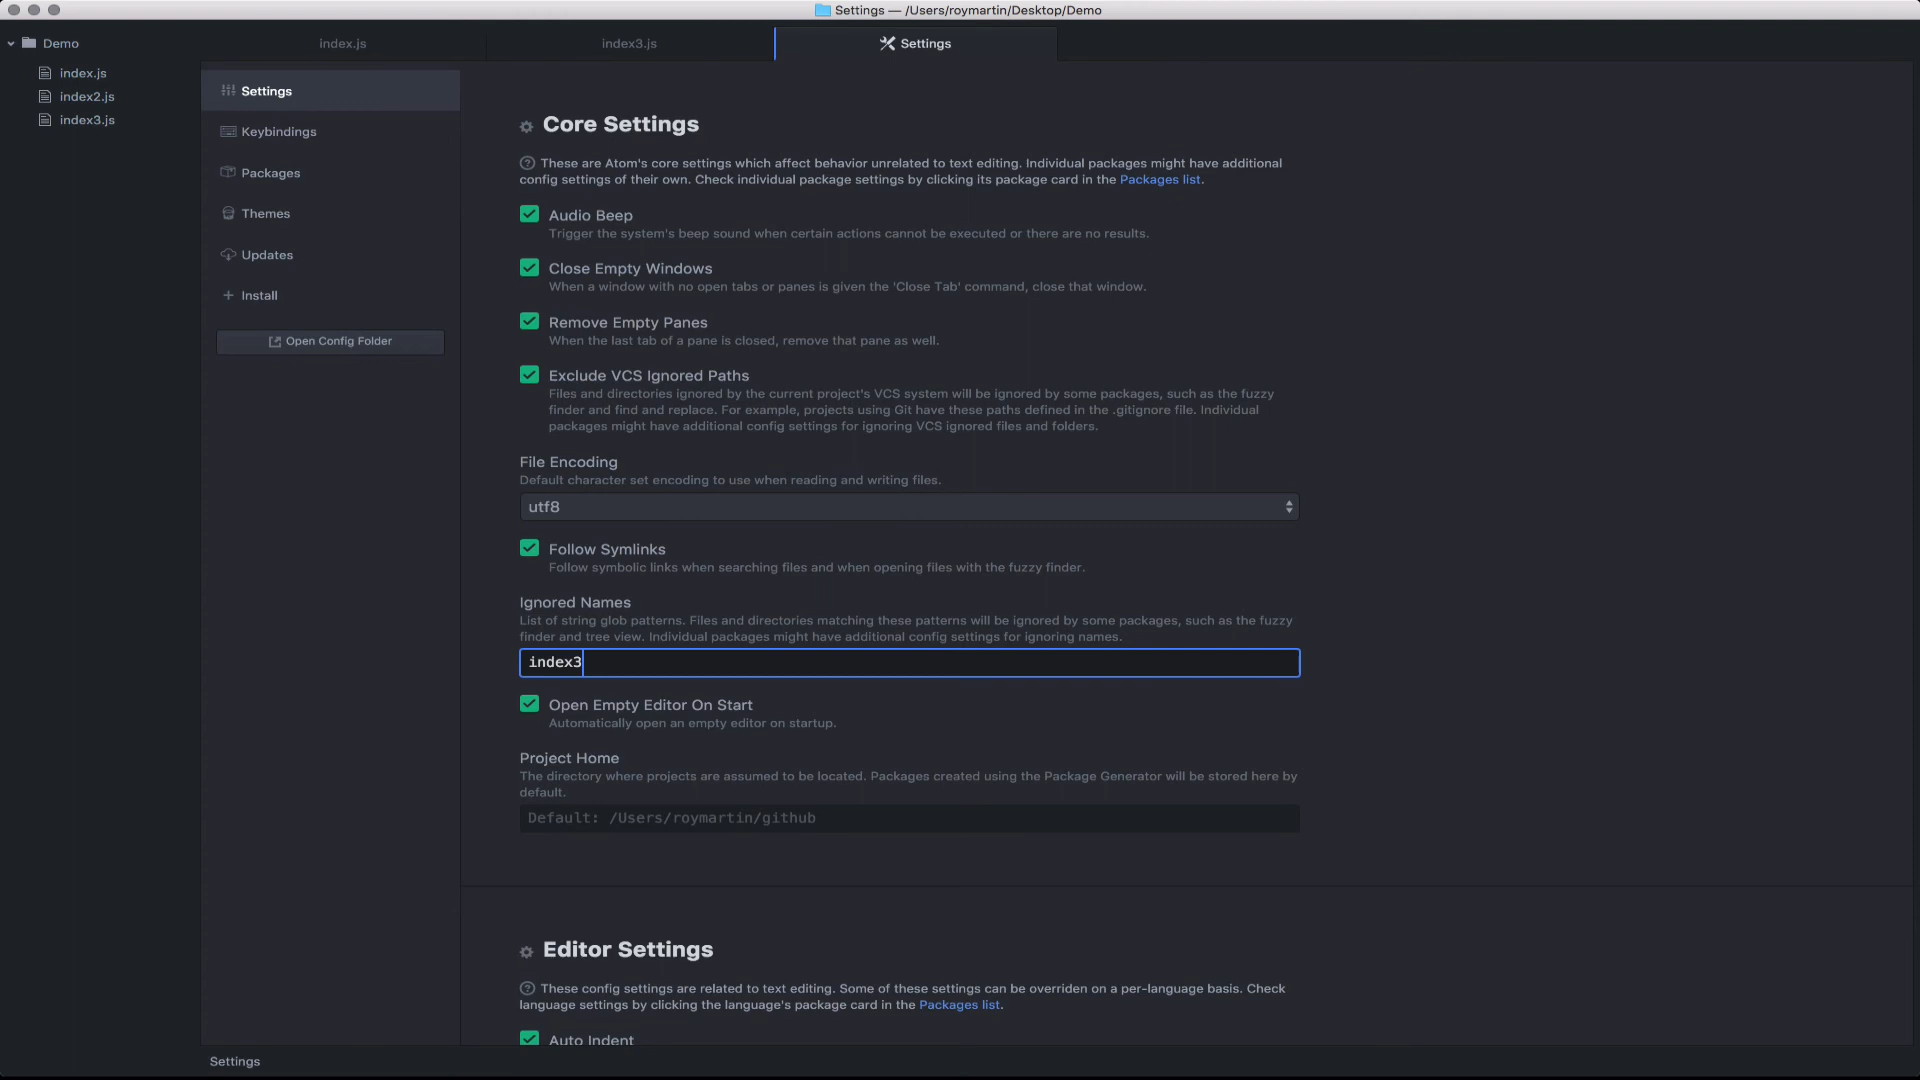 Settings — /Users/roymartin/Desktop/Demo
Demo
index.js
index2.js
index3.js
index.js
index3.js
Settings
Settings
Keybindings
Packages
Themes
Updates
Install
Open Config Folder
Core Settings
These are Atom's core settings which affect behavior unrelated to text editing. Individual packages might have additional
config settings of their own. Check individual package settings by clicking its package card in the Packages list.
Audio Beep
Trigger the system's beep sound when certain actions cannot be executed or there are no results.
Close Empty Windows
When a window with no open tabs or panes is given the 'Close Tab' command, close that window.
Remove Empty Panes
When the last tab of a pane is closed, remove that pane as well.
Exclude VCS Ignored Paths
Files and directories ignored by the current project's VCS system will be ignored by some packages, such as the fuzzy
finder and find and replace. For example, projects using Git have these paths defined in the .gitignore file. Individual
packages might have additional config settings for ignoring VCS ignored files and folders.
File Encoding
Default character set encoding to use when reading and writing files.
utf8
Follow Symlinks
Follow symbolic links when searching files and when opening files with the fuzzy finder.
Ignored Names
List of string glob patterns. Files and directories matching these patterns will be ignored by some packages, such as the fuzzy
finder and tree view. Individual packages might have additional config settings for ignoring names.
index3
Open Empty Editor On Start
Automatically open an empty editor on startup.
Project Home
The directory where projects are assumed to be located. Packages created using the Package Generator will be stored here by
default.
Default: /Users/roymartin/github
Editor Settings
These config settings are related to text editing. Some of these settings can be overriden on a per-language basis. Check
language settings by clicking the language's package card in the Packages list.
Auto Indent
Settings